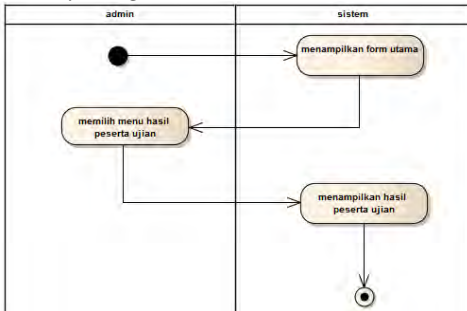 admin
sistem
menampilkan form utama
memilih menu hasil
peserta ujian
menampilkan hasil
peserta ujian